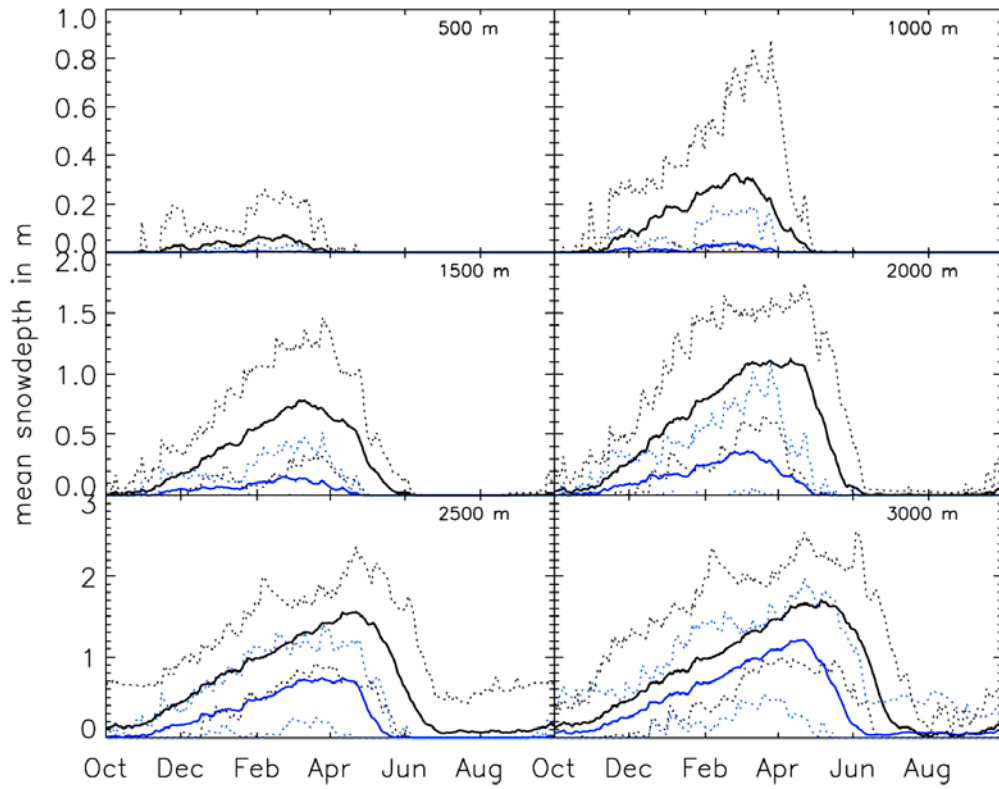 1.0
500 m
1000 m
0.8
0.6
0.4
0.2
0.0
2.0
1500 m
2000 m
1.5
1.0
0.5
0.0
3
2500 m
3000 m
2
1
0
mean snowdepth in m
Oct Dec Feb Apr Jun Aug Oct Dec Feb Apr Jun Aug